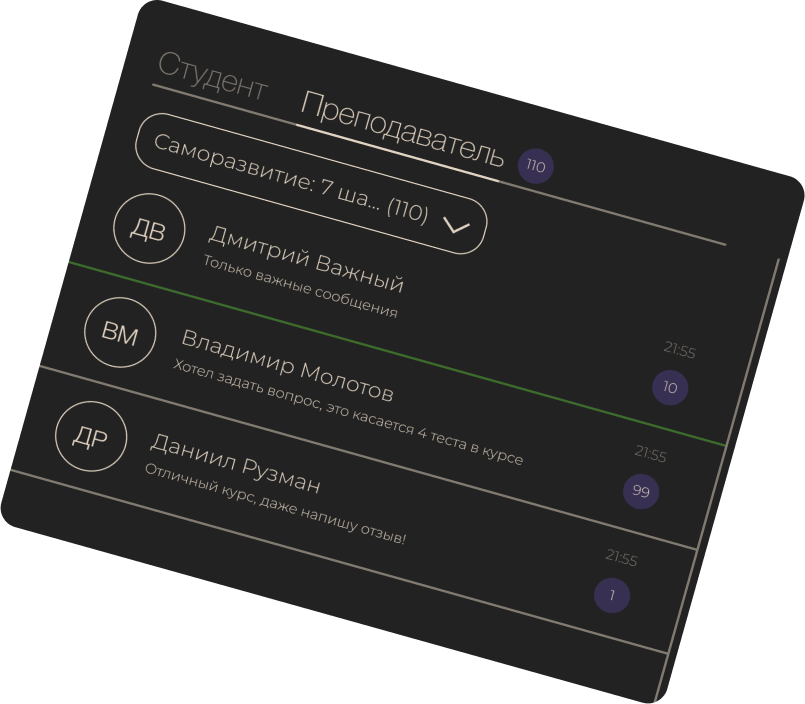 Студент Преподаватель 110
Саморазвитие: 7 ша... (110)
ДВ Дмитрий Важный
Только важные сообщения
21:55
10
ВМ Владимир Молотов
Хотел задать вопрос, это касается 4 теста в курсе
21:55
99
ДР Даниил Рузман
Отличный курс, даже напишу отзыв!
21:55
1